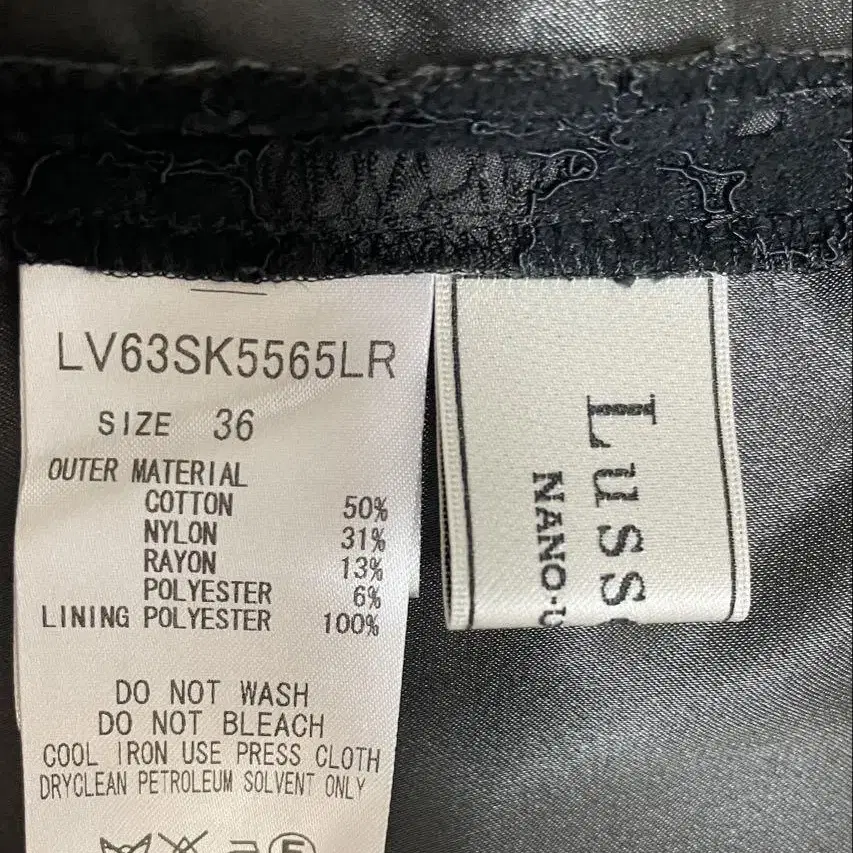 LV63SK5565LR
SIZE 36
OUTER MATERIAL
COTTON 50%
NYLON 31%
RAYON 13%
POLYESTER 6%
LINING POLYESTER 100%
DO NOT WASH
DO NOT BLEACH
COOL IRON USE PRESS CLOTH
DRYCLEAN PETROLEUM SOLVENT ONLY
F
Luss
NANO·U